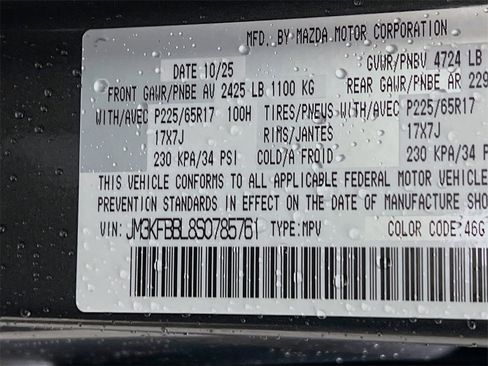 MFD. BY MAZDA MOTOR CORPORATION
DATE 10/25 GVWR/PNBV 4724 LB
FRONT GAWR/PNBE AV 2425 LB 1100 KG REAR GAWR/PNBE AR 229
WITH/AVEC P225/65R17 100H TIRES/PNEUS WITH/AVEC P225/65R17
17X7J RIMS/JANTES 17X7J
230 KPA/34 PSI COLD/A FROID 230 KPA/34 PSI
THIS VEHICLE CONFORMS TO ALL APPLICABLE FEDERAL MOTOR VEHICLE
PREVENTION STANDARDS IN EFFECT ON THE DATE OF MANUFACTURE SHO
VIN: JM3KFBBL8S0785761 TYPE:MPV COLOR CODE:46G